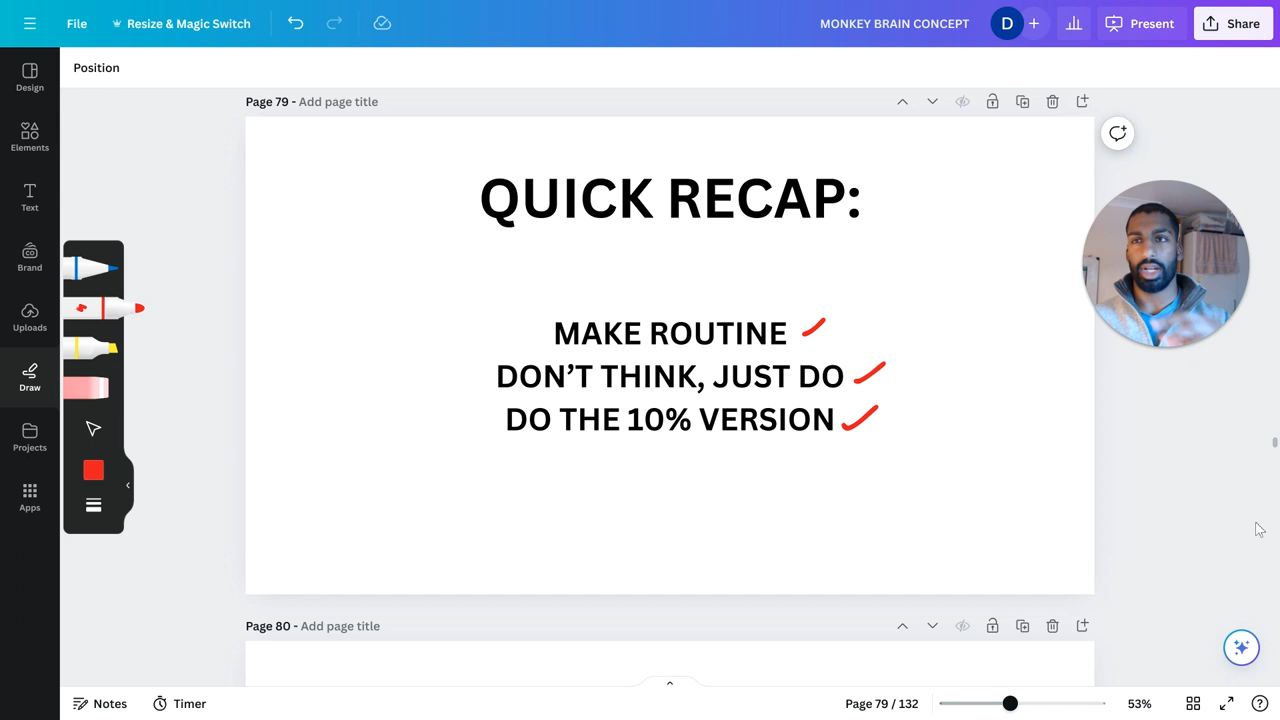 File
Resize & Magic Switch
MONKEY BRAIN CONCEPT
D
Present
Share
Position
Design
Elements
Text
Brand
Uploads
Draw
Projects
Apps
Page 79 - Add page title
QUICK RECAP:
MAKE ROUTINE
DON’T THINK, JUST DO
DO THE 10% VERSION
Page 80 - Add page title
Notes
Timer
Page 79 / 132
53%